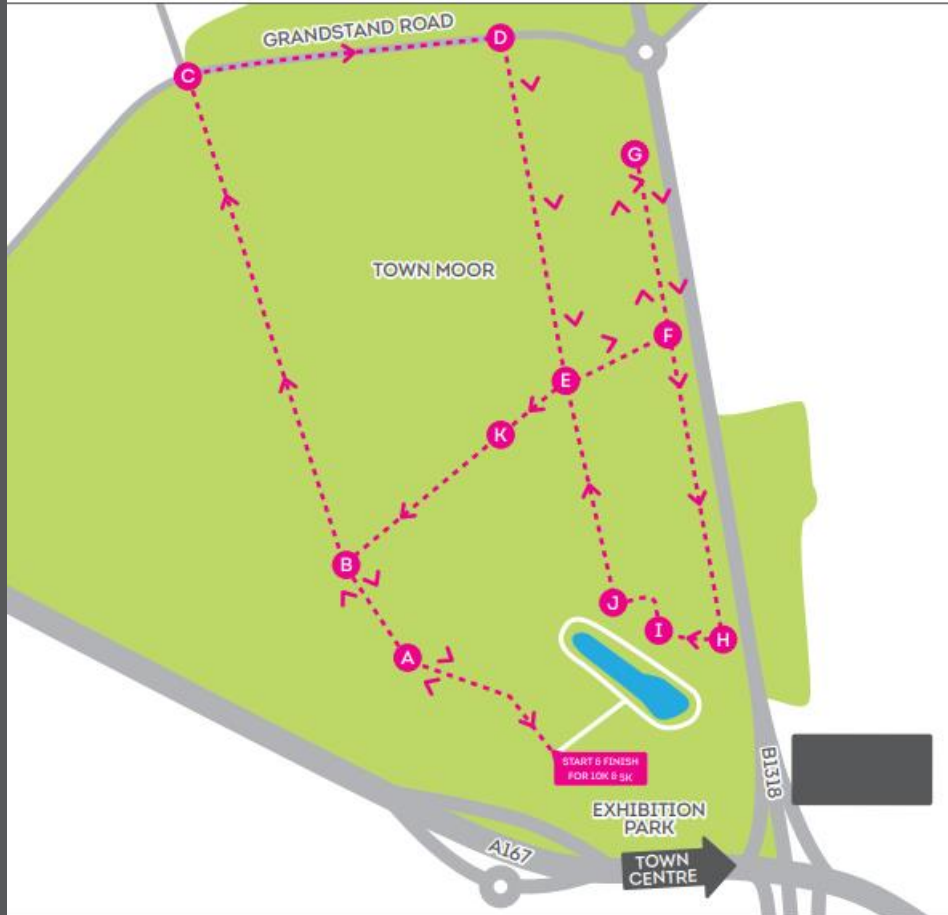 GRANDSTAND ROAD
D
C
G
TOWN MOOR
F
E
K
B
J
I
H
A
START & FINISH
FOR 10K & 5K
B1318
EXHIBITION
PARK
A167
TOWN
CENTRE